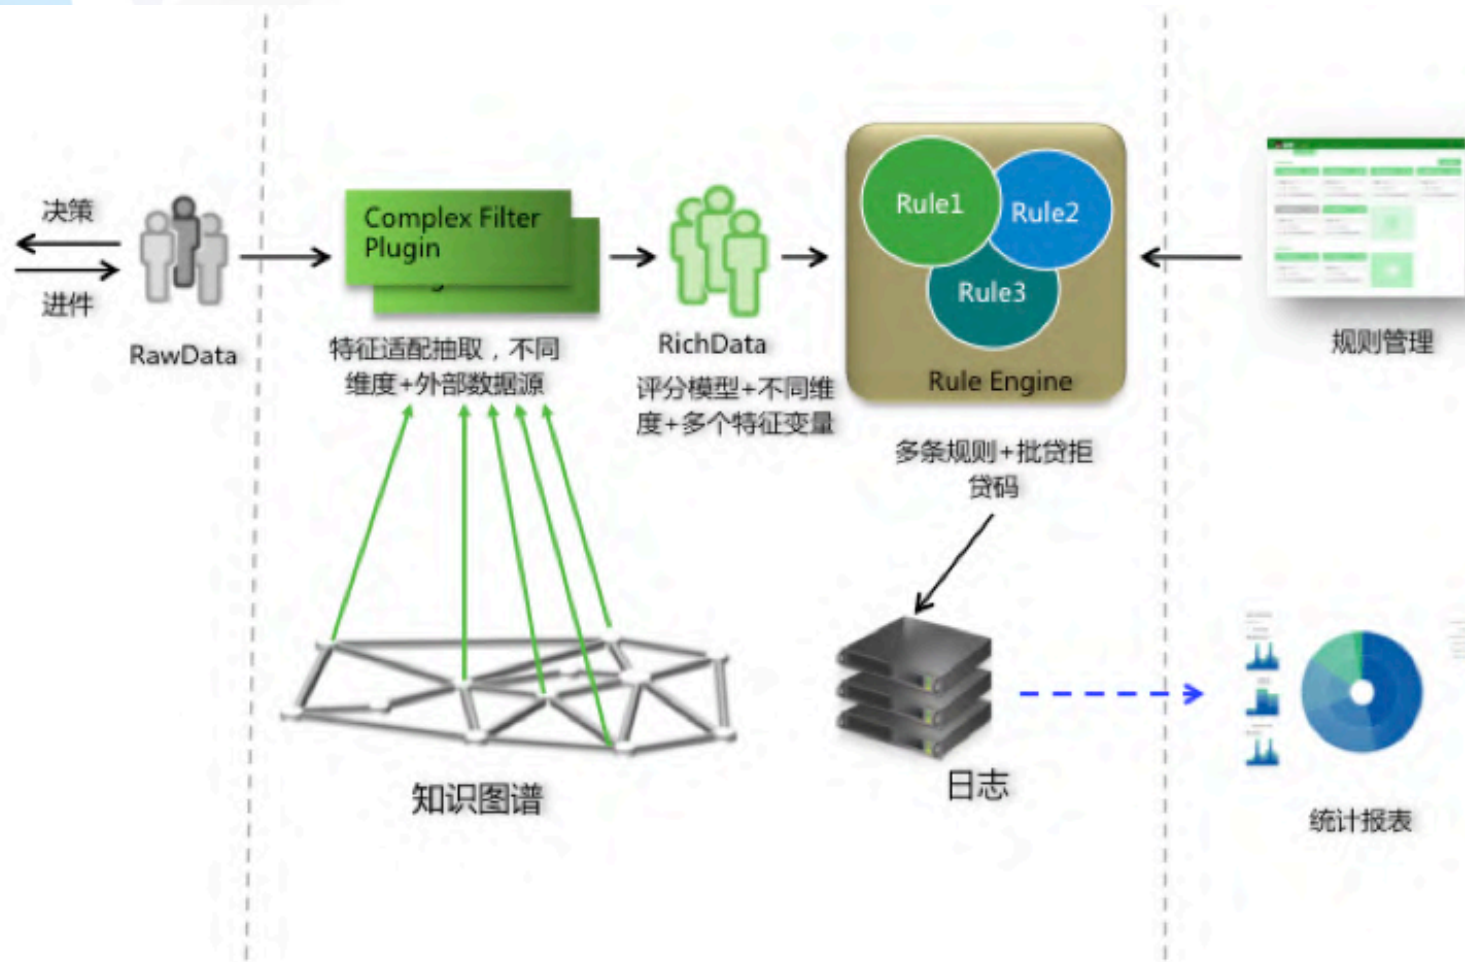 决策
进件
RawData
Complex Filter
Plugin
特征适配抽取，不同
维度+外部数据源
RichData
评分模型+不同维
度+多个特征变量
Rule1
Rule2
Rule3
Rule Engine
多条规则+批贷拒
贷码
规则管理
知识图谱
日志
统计报表